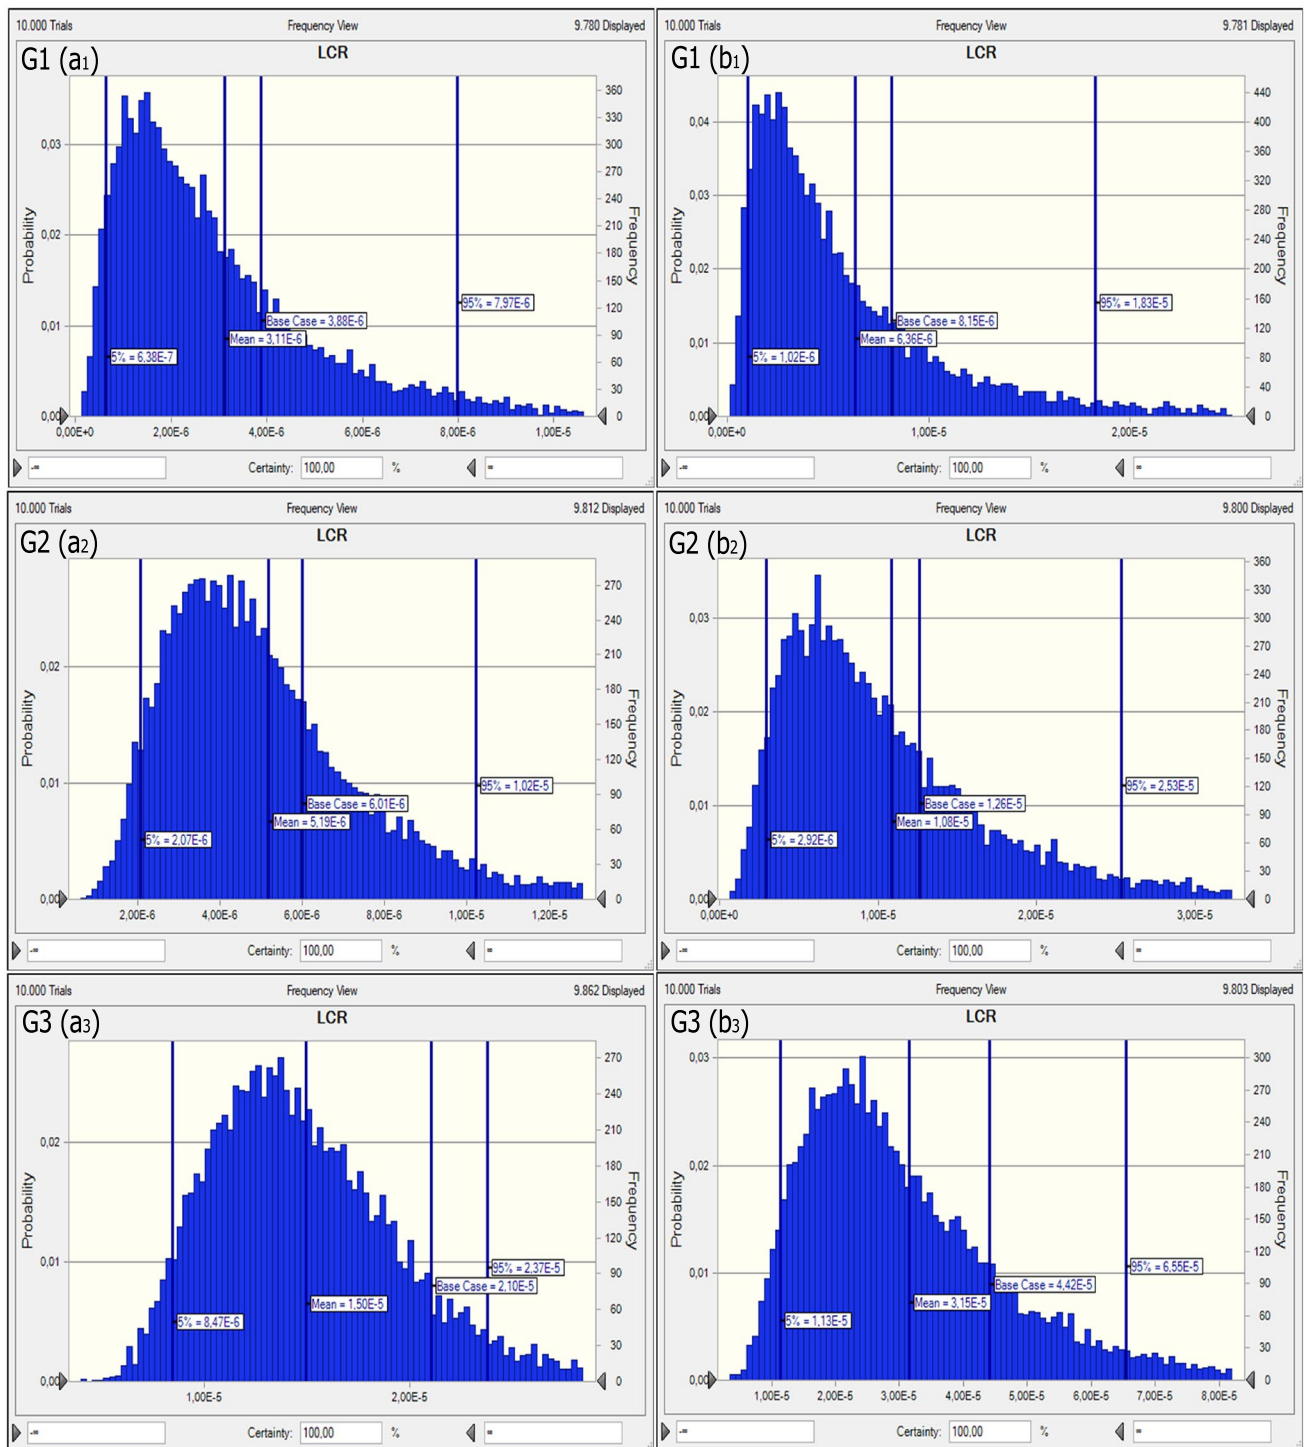 10.000 Trials Frequency View 9.780 Displayed
G1 (a1) LCR
Probability
0,03
0,02
0,01
0,00
360
330
300
270
240
210
180
150
120
90
60
30
0
Frequency
95% = 7,97E-6
Base Case = 3,88E-6
Mean = 3,11E-6
5% = 6,38E-7
0,00E+0 2,00E-6 4,00E-6 6,00E-6 8,00E-6 1,00E-5
-∞ Certainty: 100,00 % ∞
10.000 Trials Frequency View 9.781 Displayed
G1 (b1) LCR
Probability
0,04
0,03
0,02
0,01
0,00
440
400
360
320
280
240
200
160
120
80
40
0
Frequency
95% = 1,83E-5
Base Case = 8,15E-6
Mean = 6,36E-6
5% = 1,02E-6
0,00E+0 1,00E-5 2,00E-5
-∞ Certainty: 100,00 % ∞
10.000 Trials Frequency View 9.812 Displayed
G2 (a2) LCR
Probability
0,02
0,01
0,00
270
240
210
180
150
120
90
60
30
0
Frequency
95% = 1,02E-5
Base Case = 6,01E-6
Mean = 5,19E-6
5% = 2,07E-6
2,00E-6 4,00E-6 6,00E-6 8,00E-6 1,00E-5 1,20E-5
-∞ Certainty: 100,00 % ∞
10.000 Trials Frequency View 9.800 Displayed
G2 (b2) LCR
Probability
0,03
0,02
0,01
0,00
360
330
300
270
240
210
180
150
120
90
60
30
0
Frequency
95% = 2,53E-5
Base Case = 1,26E-5
Mean = 1,08E-5
5% = 2,92E-6
0,00E+0 1,00E-5 2,00E-5 3,00E-5
-∞ Certainty: 100,00 % ∞
10.000 Trials Frequency View 9.862 Displayed
G3 (a3) LCR
Probability
0,02
0,01
0,00
270
240
210
180
150
120
90
60
30
0
Frequency
95% = 2,37E-5
Base Case = 2,10E-5
Mean = 1,50E-5
5% = 8,47E-6
1,00E-5 2,00E-5
-∞ Certainty: 100,00 % ∞
10.000 Trials Frequency View 9.803 Displayed
G3 (b3) LCR
Probability
0,03
0,02
0,01
0,00
300
270
240
210
180
150
120
90
60
30
0
Frequency
95% = 6,55E-5
Base Case = 4,42E-5
Mean = 3,15E-5
5% = 1,13E-5
1,00E-5 2,00E-5 3,00E-5 4,00E-5 5,00E-5 6,00E-5 7,00E-5 8,00E-5
-∞ Certainty: 100,00 % ∞